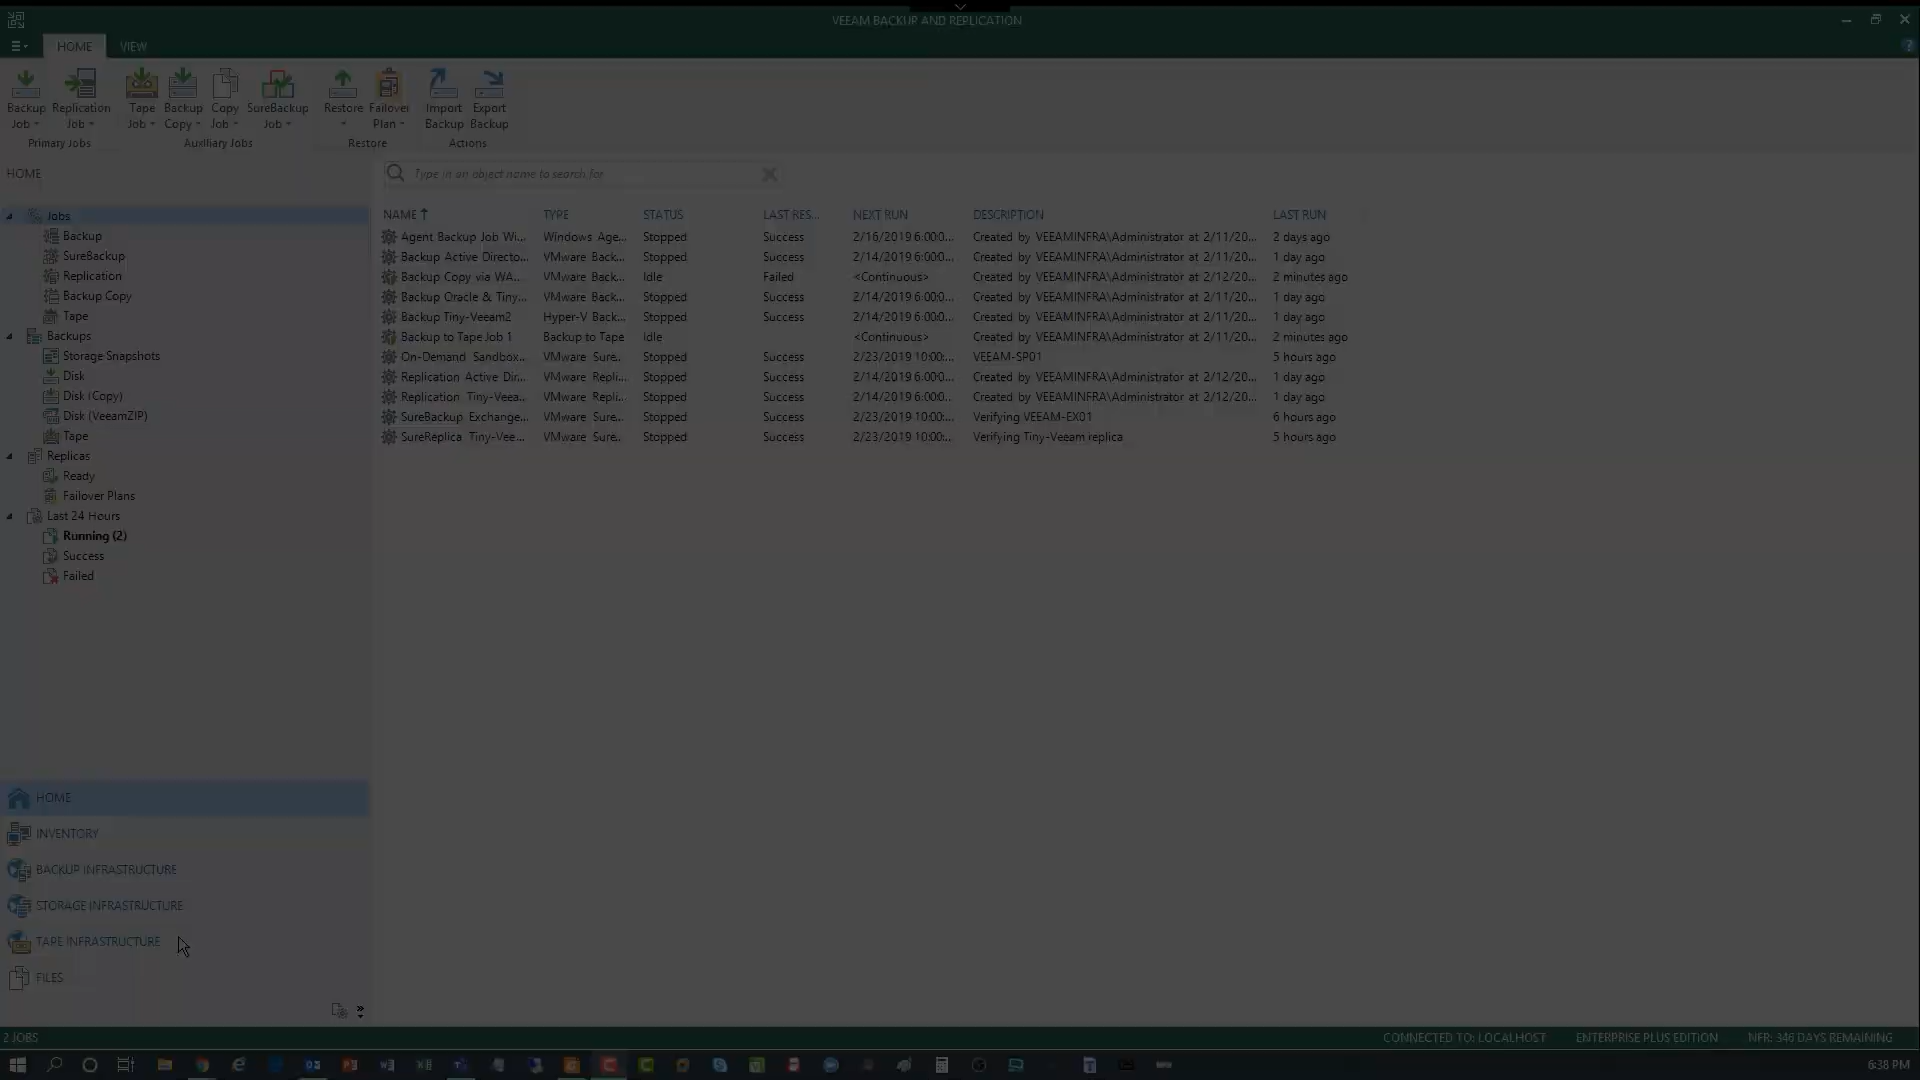 VEEAM BACKUP AND REPLICATION
HOME VIEW
Backup Job Replication Job Tape Job Backup Copy Copy Job SureBackup Job Restore Failover Plan Import Backup Export Backup
Primary Jobs Auxiliary Jobs Restore Actions
HOME
Type in an object name to search for
Jobs
Backup
SureBackup
Replication
Backup Copy
Tape
Backups
Storage Snapshots
Disk
Disk (Copy)
Disk (VeeamZIP)
Tape
Replicas
Ready
Failover Plans
Last 24 Hours
Running (2)
Success
Failed
NAME TYPE STATUS LAST RES... NEXT RUN DESCRIPTION LAST RUN
Agent Backup Job Wi... Windows Age... Stopped Success 2/16/2019 6:00:0... Created by VEEAMINFRA\Administrator at 2/11/20... 2 days ago
Backup Active Directo... VMware Back... Stopped Success 2/14/2019 6:00:0... Created by VEEAMINFRA\Administrator at 2/11/20... 1 day ago
Backup Copy via WA... VMware Back... Idle Failed <Continuous> Created by VEEAMINFRA\Administrator at 2/12/20... 2 minutes ago
Backup Oracle & Tiny... VMware Back... Stopped Success 2/14/2019 6:00:0... Created by VEEAMINFRA\Administrator at 2/11/20... 1 day ago
Backup Tiny-Veeam2 Hyper-V Back... Stopped Success 2/14/2019 6:00:0... Created by VEEAMINFRA\Administrator at 2/11/20... 1 day ago
Backup to Tape Job 1 Backup to Tape Idle <Continuous> Created by VEEAMINFRA\Administrator at 2/11/20... 2 minutes ago
On-Demand Sandbox... VMware Sure... Stopped Success 2/23/2019 10:00:... VEEAM-SP01 5 hours ago
Replication Active Dir... VMware Repli... Stopped Success 2/14/2019 6:00:0... Created by VEEAMINFRA\Administrator at 2/12/20... 1 day ago
Replication Tiny-Veea... VMware Repli... Stopped Success 2/14/2019 6:00:0... Created by VEEAMINFRA\Administrator at 2/12/20... 1 day ago
SureBackup Exchange... VMware Sure... Stopped Success 2/23/2019 10:00:... Verifying VEEAM-EX01 6 hours ago
SureReplica Tiny-Vee... VMware Sure... Stopped Success 2/23/2019 10:00:... Verifying Tiny-Veeam replica 5 hours ago
HOME
INVENTORY
BACKUP INFRASTRUCTURE
STORAGE INFRASTRUCTURE
TAPE INFRASTRUCTURE
FILES
2 JOBS CONNECTED TO: LOCALHOST ENTERPRISE PLUS EDITION NFR: 346 DAYS REMAINING
6:38 PM